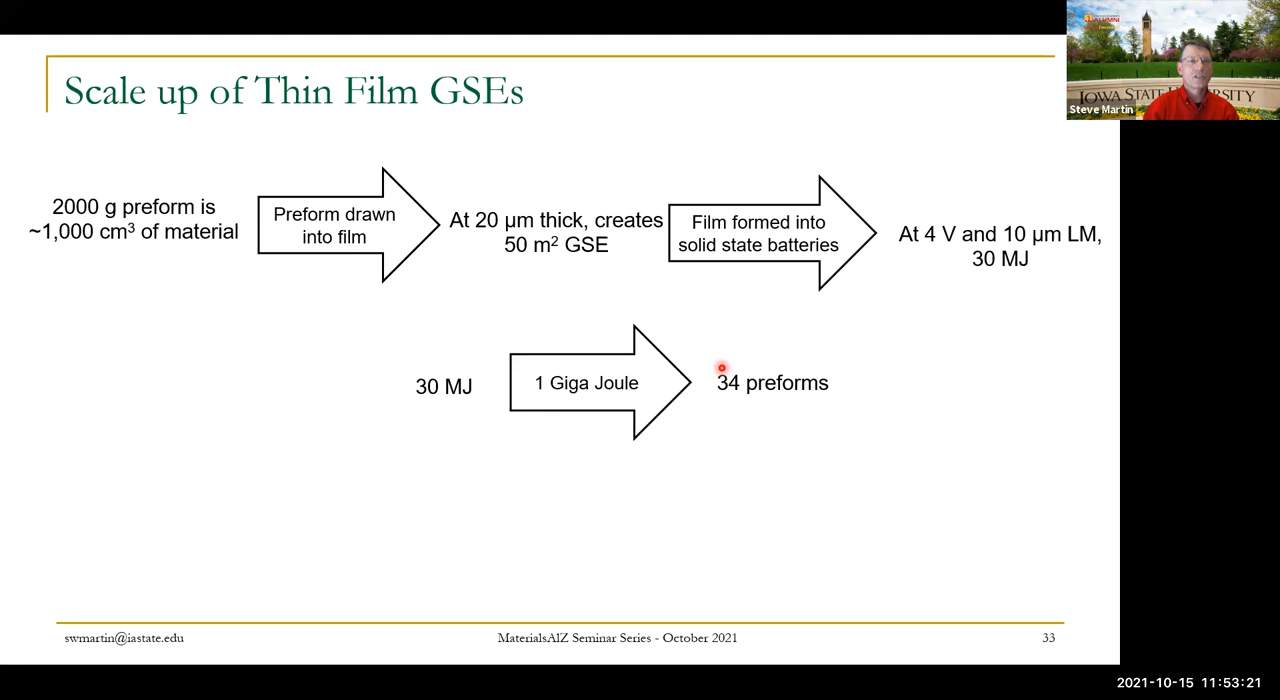 Scale up of Thin Film GSEs
2000 g preform is
~1,000 cm³ of material
Preform drawn
into film
At 20 µm thick, creates
50 m² GSE
Film formed into
solid state batteries
At 4 V and 10 µm LM,
30 MJ
30 MJ
1 Giga Joule
34 preforms
swmartin@iastate.edu
MaterialsAlZ Seminar Series - October 2021
33
ALUMNI
IOWA STATE UNIVERSITY
Steve Martin
2021-10-15 11:53:21